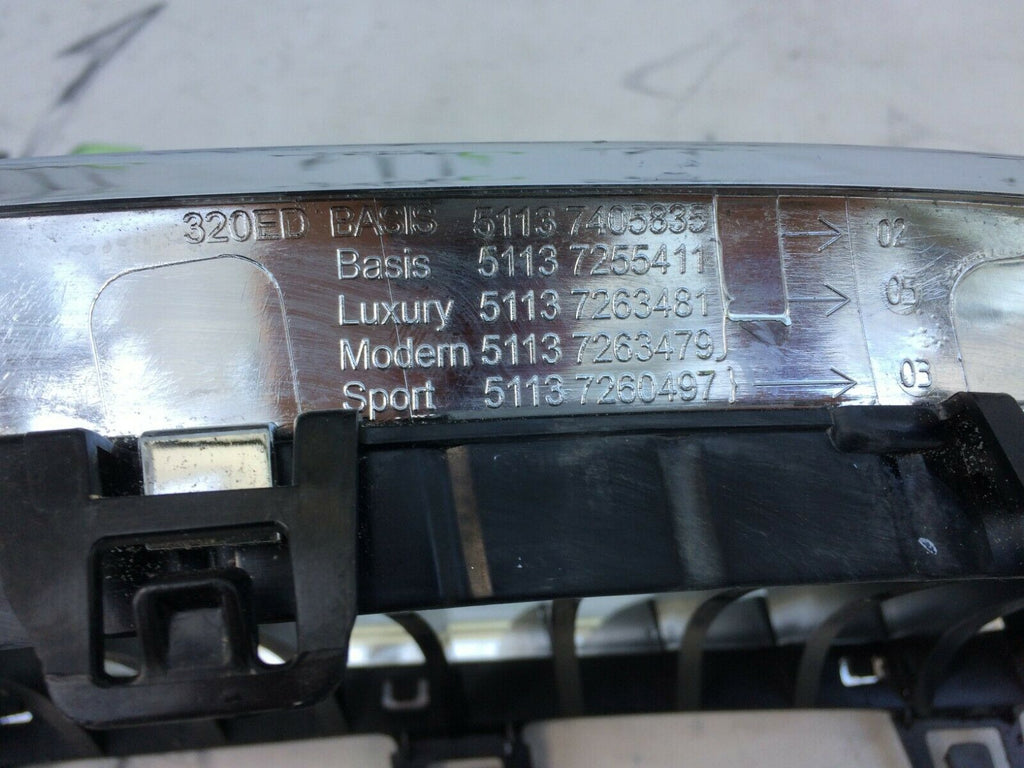 320ED BASIS 5113 7405835 02
Basis 5113 7255411
Luxury 5113 7263481 05
Modern 5113 7263479
Sport 5113 7260497 03